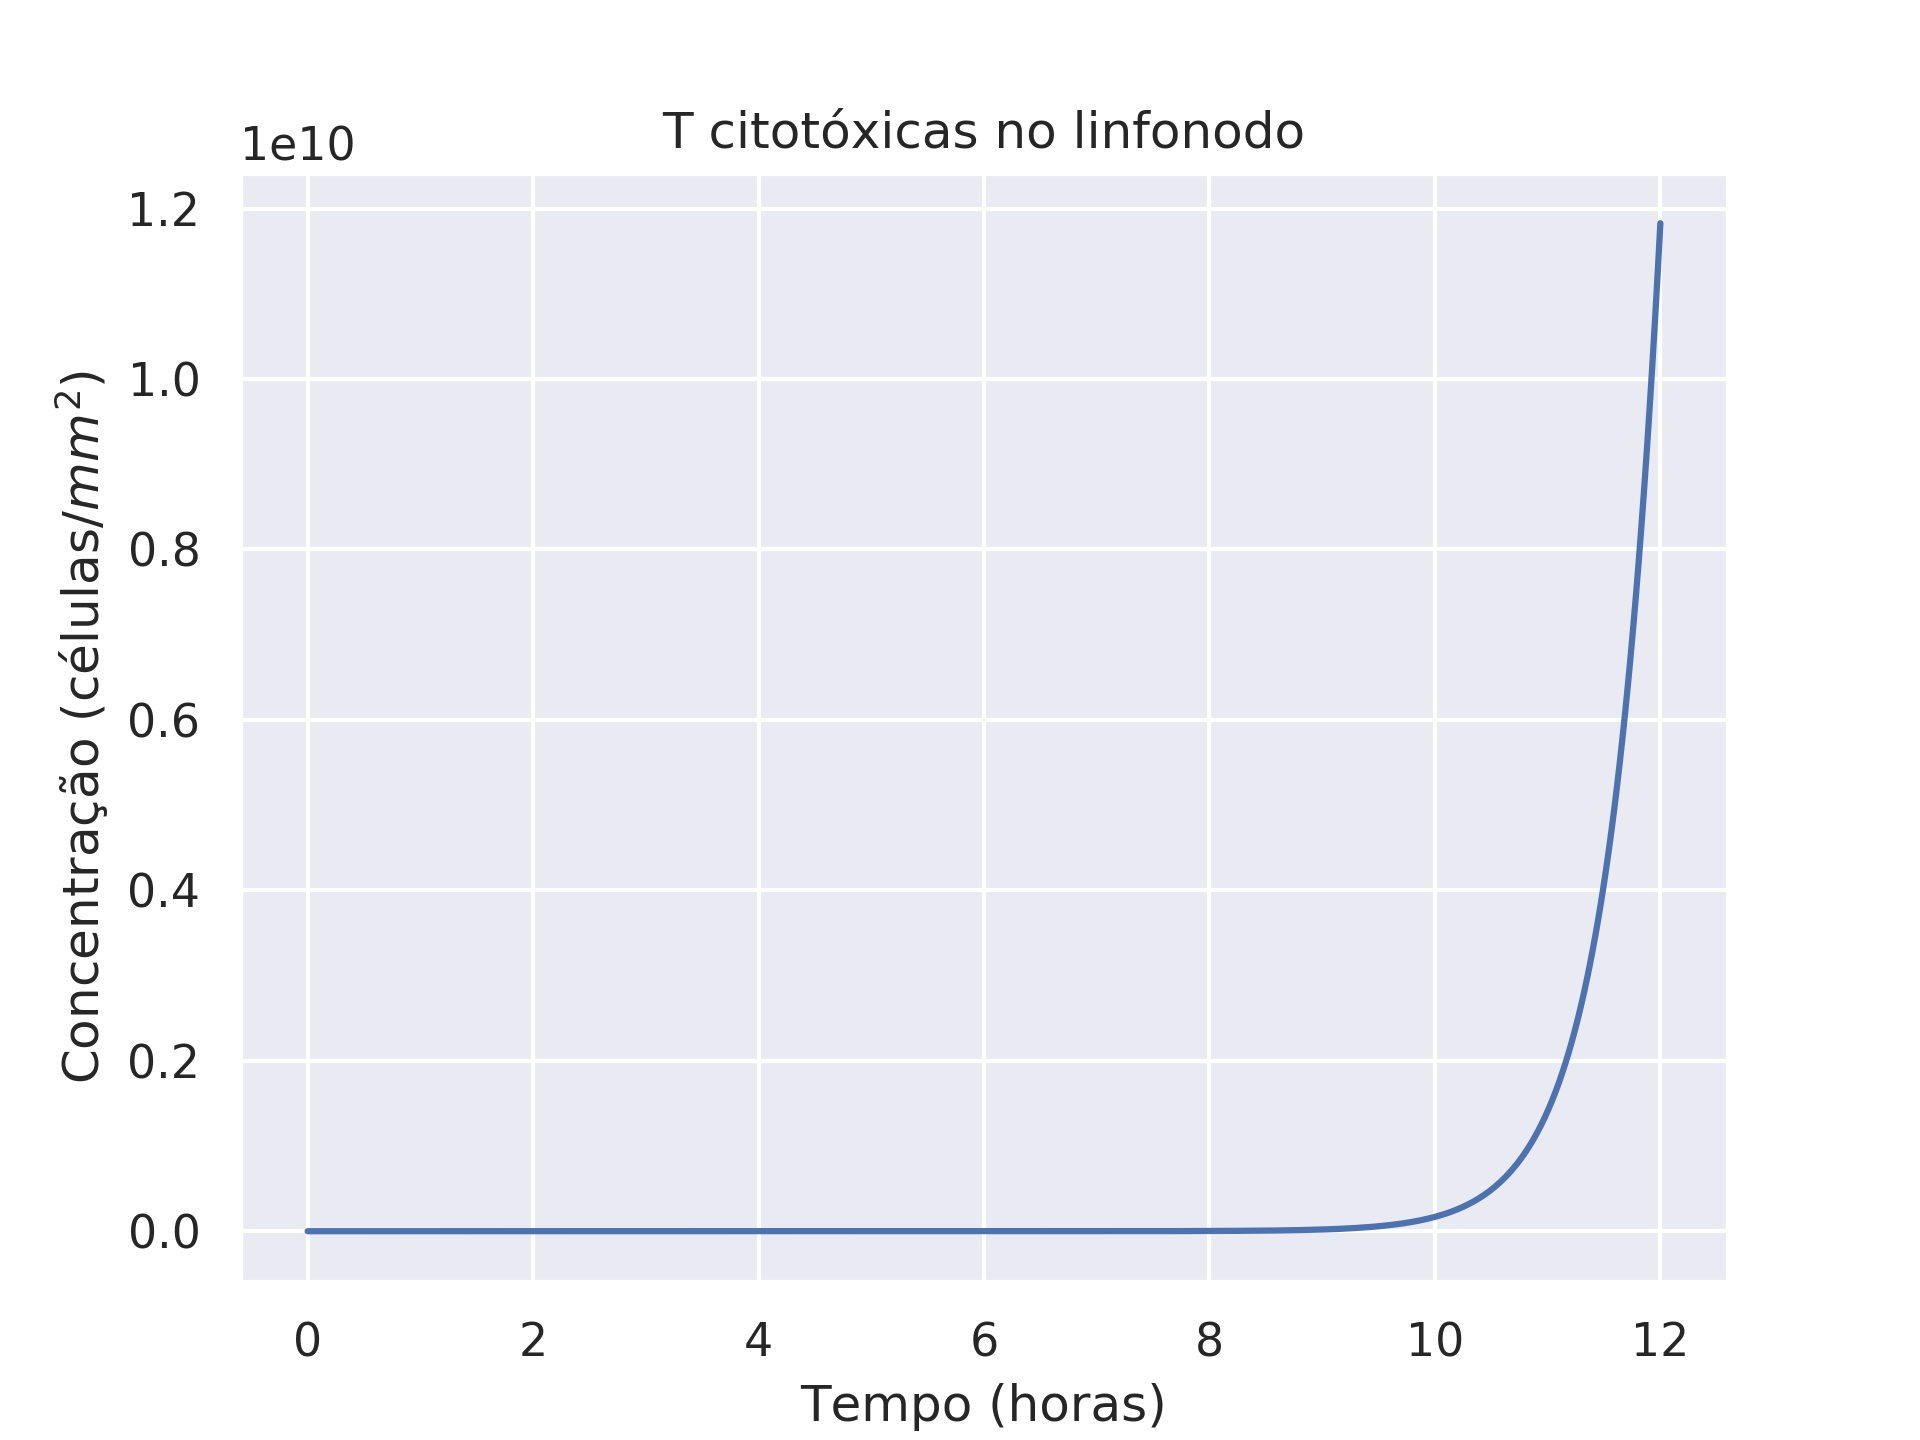 T citotóxicas no linfonodo
1e10
1.2
1.0
0.8
0.6
0.4
0.2
0.0
Concentração (células/mm²)
0 2 4 6 8 10 12
Tempo (horas)